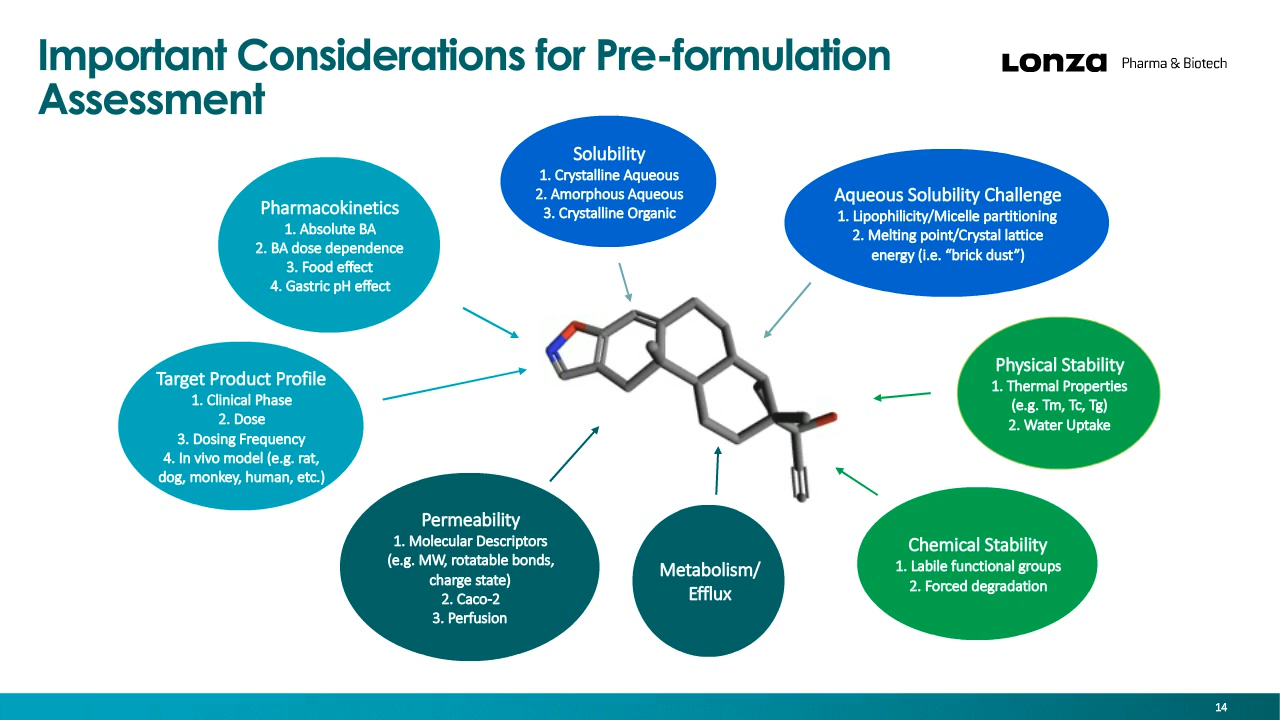 Important Considerations for Pre-formulation
Assessment
Lonza Pharma & Biotech
Solubility
1. Crystalline Aqueous
2. Amorphous Aqueous
3. Crystalline Organic
Aqueous Solubility Challenge
1. Lipophilicity/Micelle partitioning
2. Melting point/Crystal lattice
energy (i.e. “brick dust”)
Pharmacokinetics
1. Absolute BA
2. BA dose dependence
3. Food effect
4. Gastric pH effect
Physical Stability
1. Thermal Properties
(e.g. Tm, Tc, Tg)
2. Water Uptake
Target Product Profile
1. Clinical Phase
2. Dose
3. Dosing Frequency
4. In vivo model (e.g. rat,
dog, monkey, human, etc.)
Permeability
1. Molecular Descriptors
(e.g. MW, rotatable bonds,
charge state)
2. Caco-2
3. Perfusion
Metabolism/
Efflux
Chemical Stability
1. Labile functional groups
2. Forced degradation
14